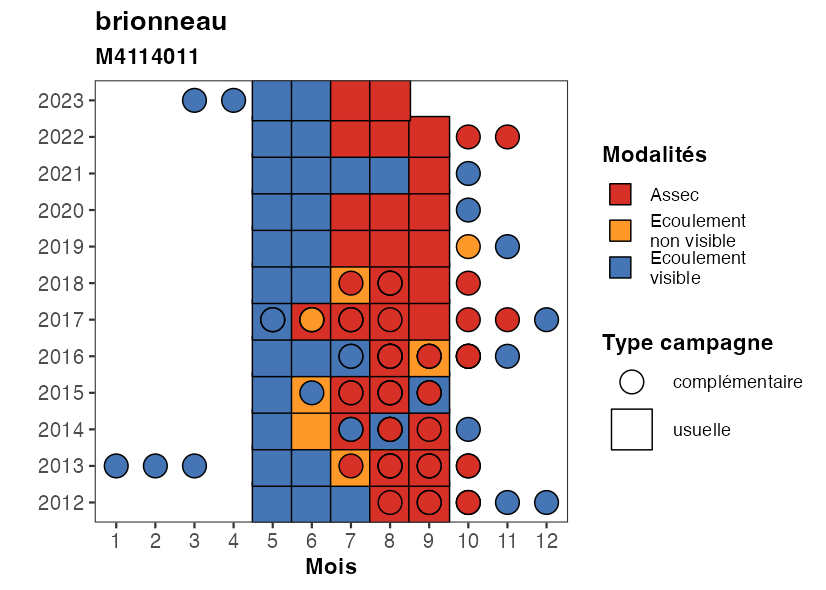 brionneau
M4114011
2023
2022
2021
2020
2019
2018
2017
2016
2015
2014
2013
2012
1 2 3 4 5 6 7 8 9 10 11 12
Mois
Modalités
Assec
Ecoulement
non visible
Ecoulement
visible
Type campagne
complémentaire
usuelle